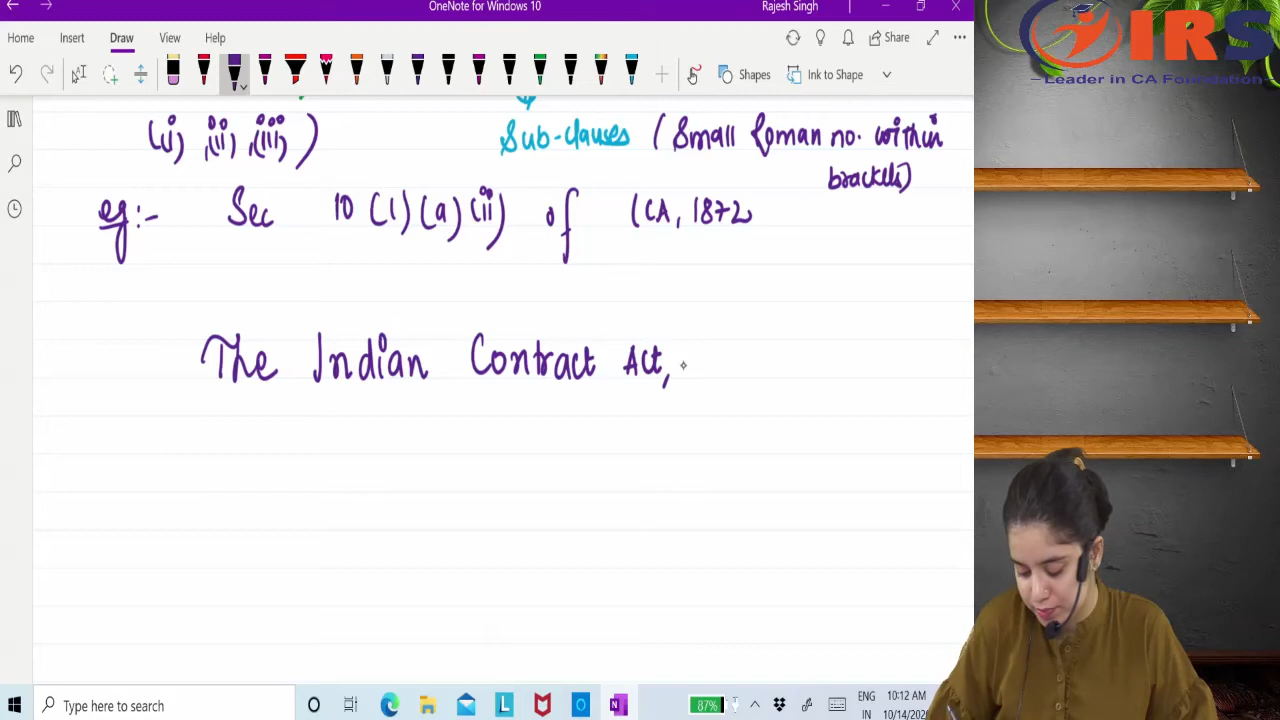 OneNote for Windows 10
Rajesh Singh
Home Insert Draw View Help
Share
Shapes
Ink to Shape
IRS
Leader in CA Foundation
(i) ,(ii) ,(iii) )
Sub-clauses (Small Roman no. within
brackets)
eg:- Sec 10 (1) (a) (ii) of ICA, 1872
The Indian Contract Act,
Type here to search
87%
ENG
IN
10:12 AM